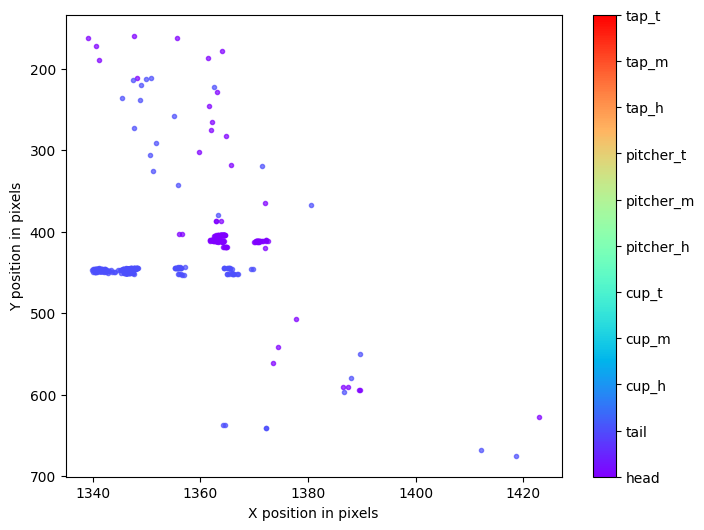 200
300
400
500
600
700
1340
1360
1380
1400
1420
Y position in pixels
X position in pixels
tap_t
tap_m
tap_h
pitcher_t
pitcher_m
pitcher_h
cup_t
cup_m
cup_h
tail
head